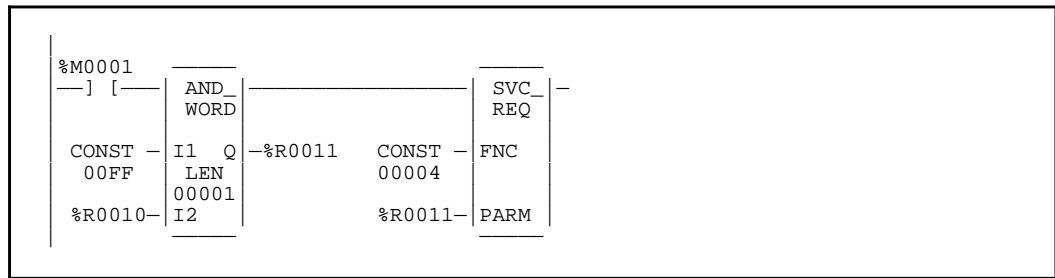 %M0001
——] [—— AND_ SVC_
WORD REQ
CONST I1 Q %R0011 CONST FNC
00FF LEN 00004
00001
%R0010 I2 %R0011 PARM